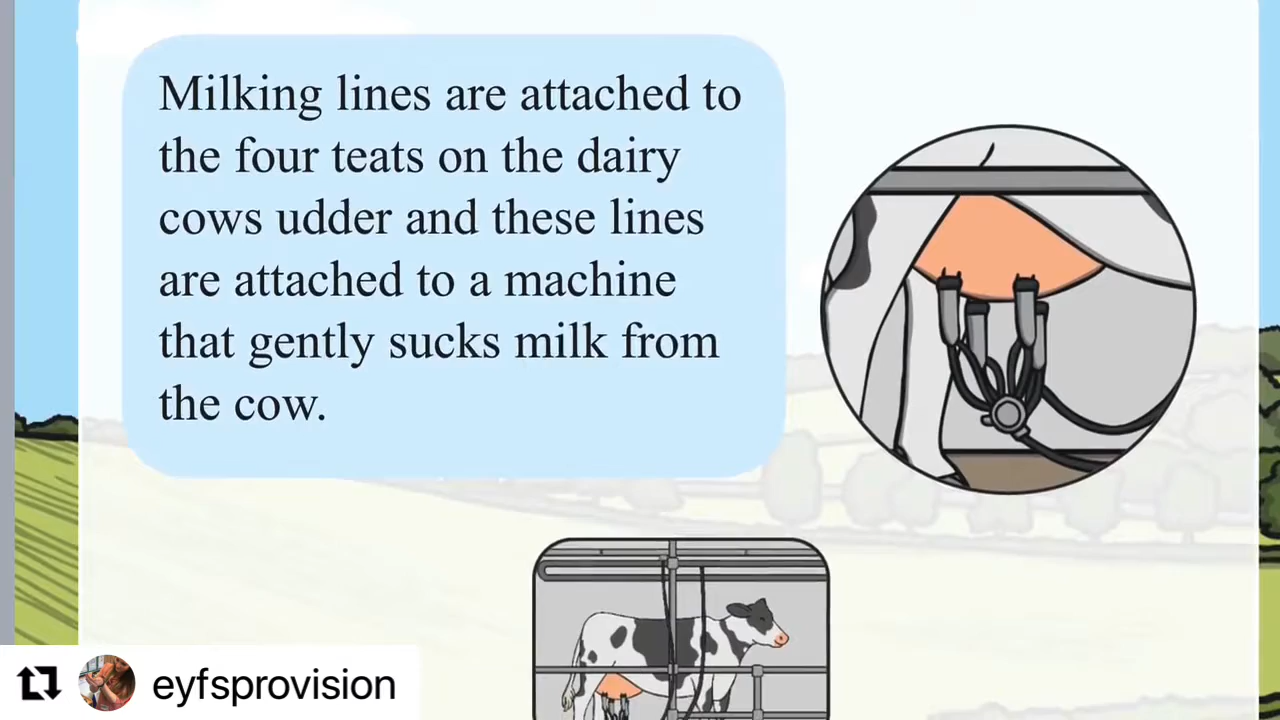 Milking lines are attached to
the four teats on the dairy
cows udder and these lines
are attached to a machine
that gently sucks milk from
the cow.
eyfsprovision